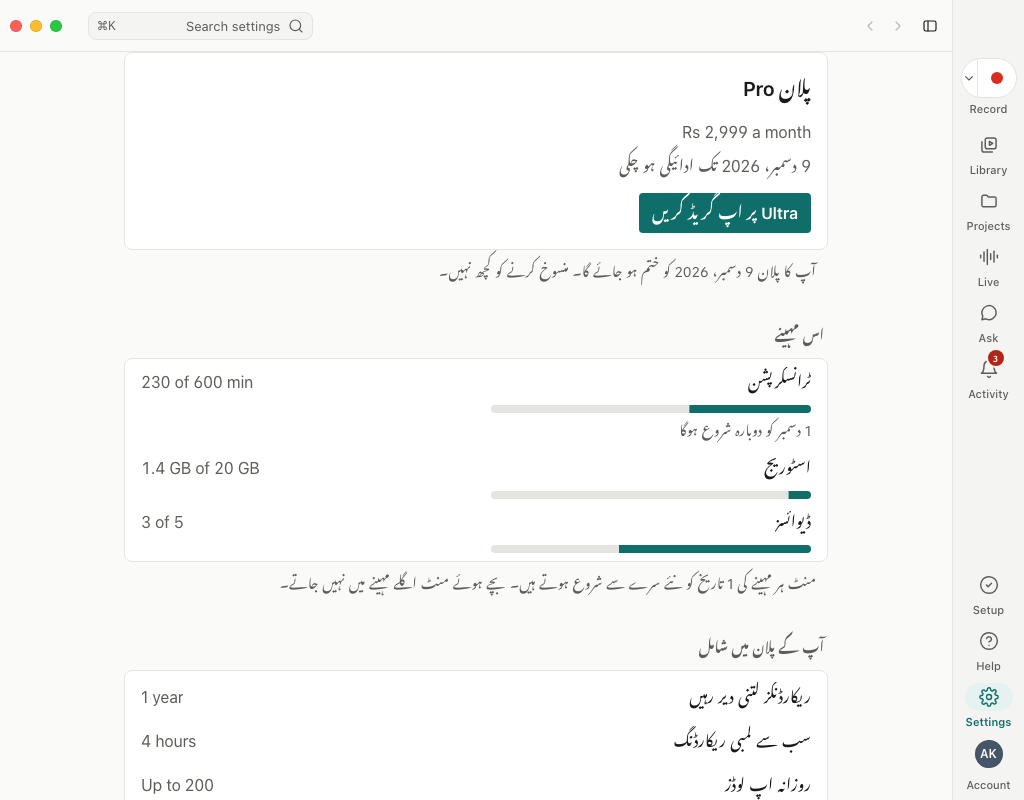 ⌘K Search settings
Pro پلان
Rs 2,999 a month
9 دسمبر، 2026 تک ادائیگی ہو چکی
Ultra پر اپ گریڈ کریں
آپ کا پلان 9 دسمبر، 2026 کو ختم ہو جائے گا۔ منسوخ کرنے کو کچھ نہیں۔
اس مہینے
ٹرانسکرپشن
230 of 600 min
1 دسمبر کو دوبارہ شروع ہوگا
اسٹوریج
1.4 GB of 20 GB
ڈیوائسز
3 of 5
منٹ ہر مہینے کی 1 تاریخ کو نئے سرے سے شروع ہوتے ہیں۔ بچے ہوئے منٹ اگلے مہینے میں نہیں جاتے۔
آپ کے پلان میں شامل
ریکارڈنگز کتنی دیر رہیں
1 year
سب سے لمبی ریکارڈنگ
4 hours
روزانہ اپ لوڈز
Up to 200
Record
Library
Projects
Live
Ask
3
Activity
Setup
Help
Settings
AK
Account